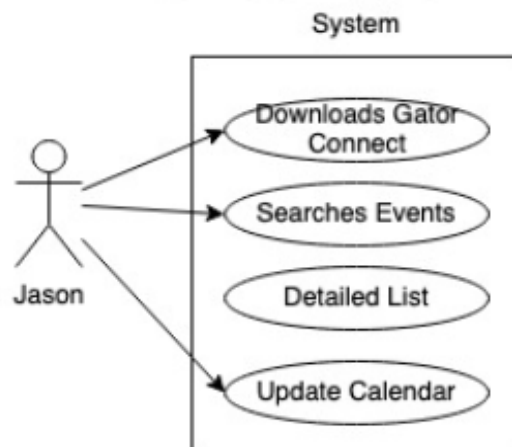 System
Downloads Gator
Connect
Searches Events
Jason
Detailed List
Update Calendar